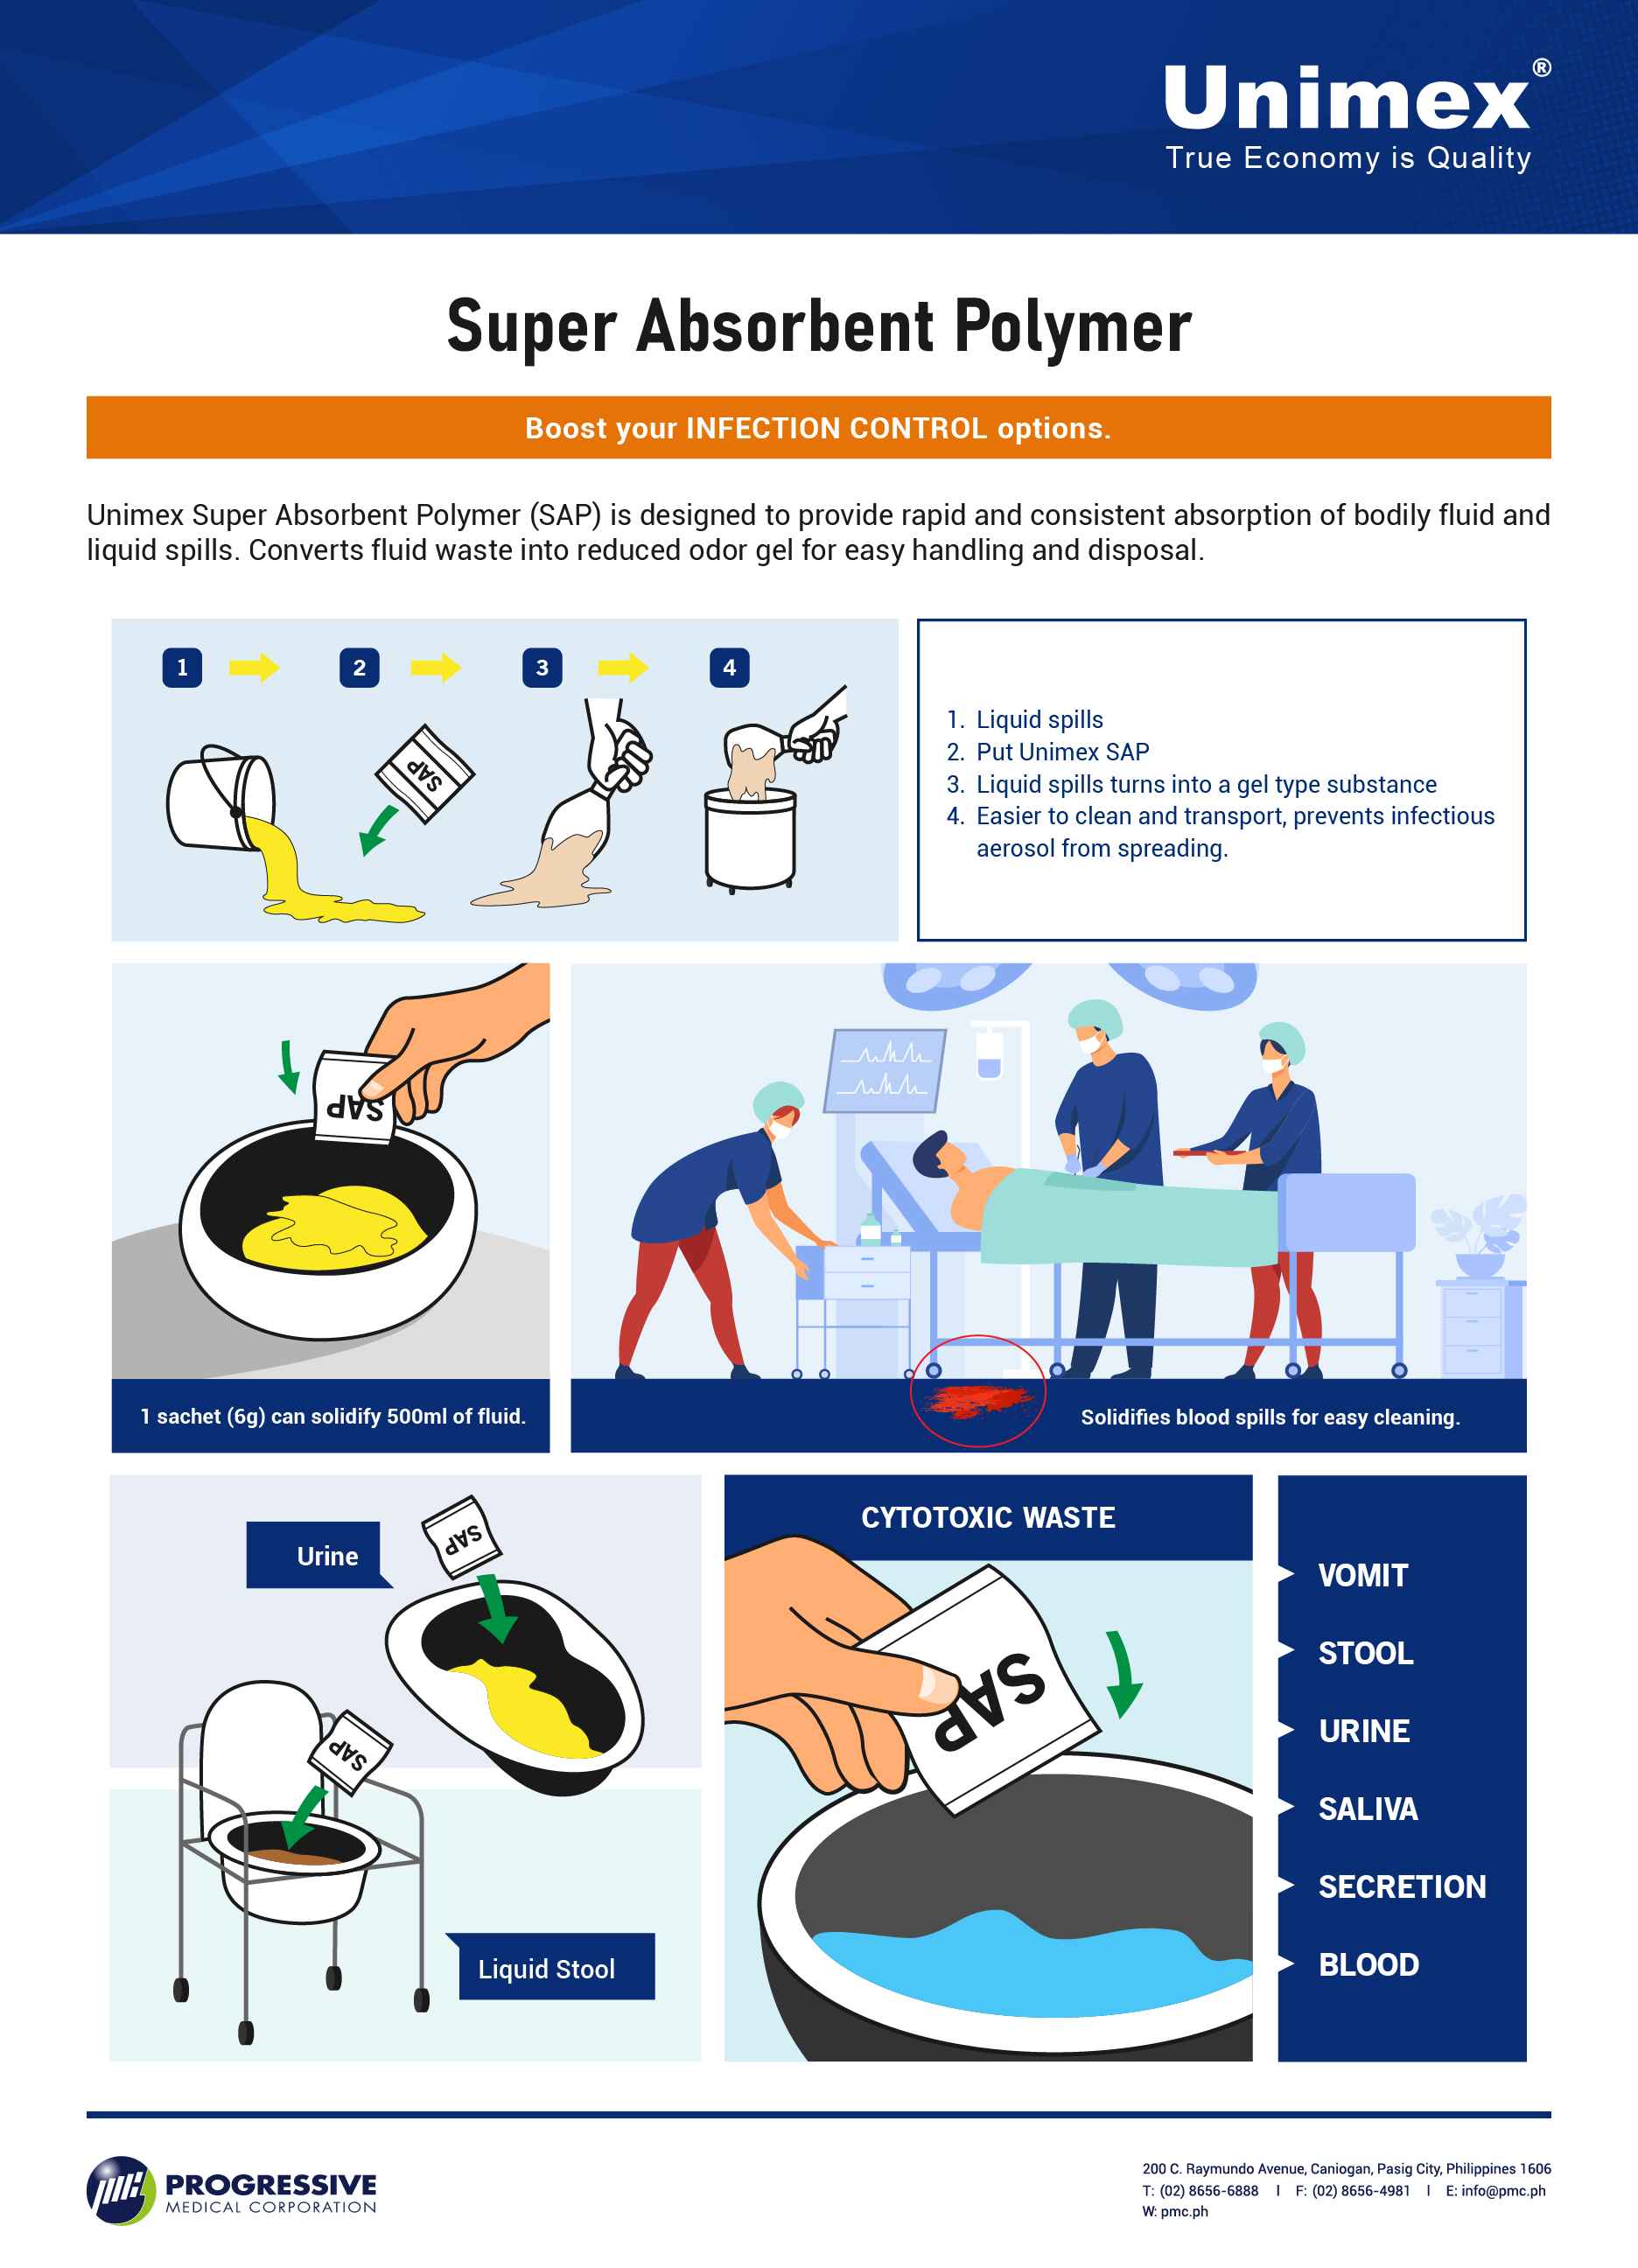 Unimex®
True Economy is Quality
Super Absorbent Polymer
Boost your INFECTION CONTROL options.
Unimex Super Absorbent Polymer (SAP) is designed to provide rapid and consistent absorption of bodily fluid and
liquid spills. Converts fluid waste into reduced odor gel for easy handling and disposal.
1
2
3
4
SAP
1. Liquid spills
2. Put Unimex SAP
3. Liquid spills turns into a gel type substance
4. Easier to clean and transport, prevents infectious
aerosol from spreading.
SAP
1 sachet (6g) can solidify 500ml of fluid.
Solidifies blood spills for easy cleaning.
Urine
SAP
SAP
Liquid Stool
CYTOTOXIC WASTE
SAP
VOMIT
STOOL
URINE
SALIVA
SECRETION
BLOOD
PMC
PROGRESSIVE
MEDICAL CORPORATION
200 C. Raymundo Avenue, Caniogan, Pasig City, Philippines 1606
T: (02) 8656-6888 | F: (02) 8656-4981 | E: info@pmc.ph
W: pmc.ph